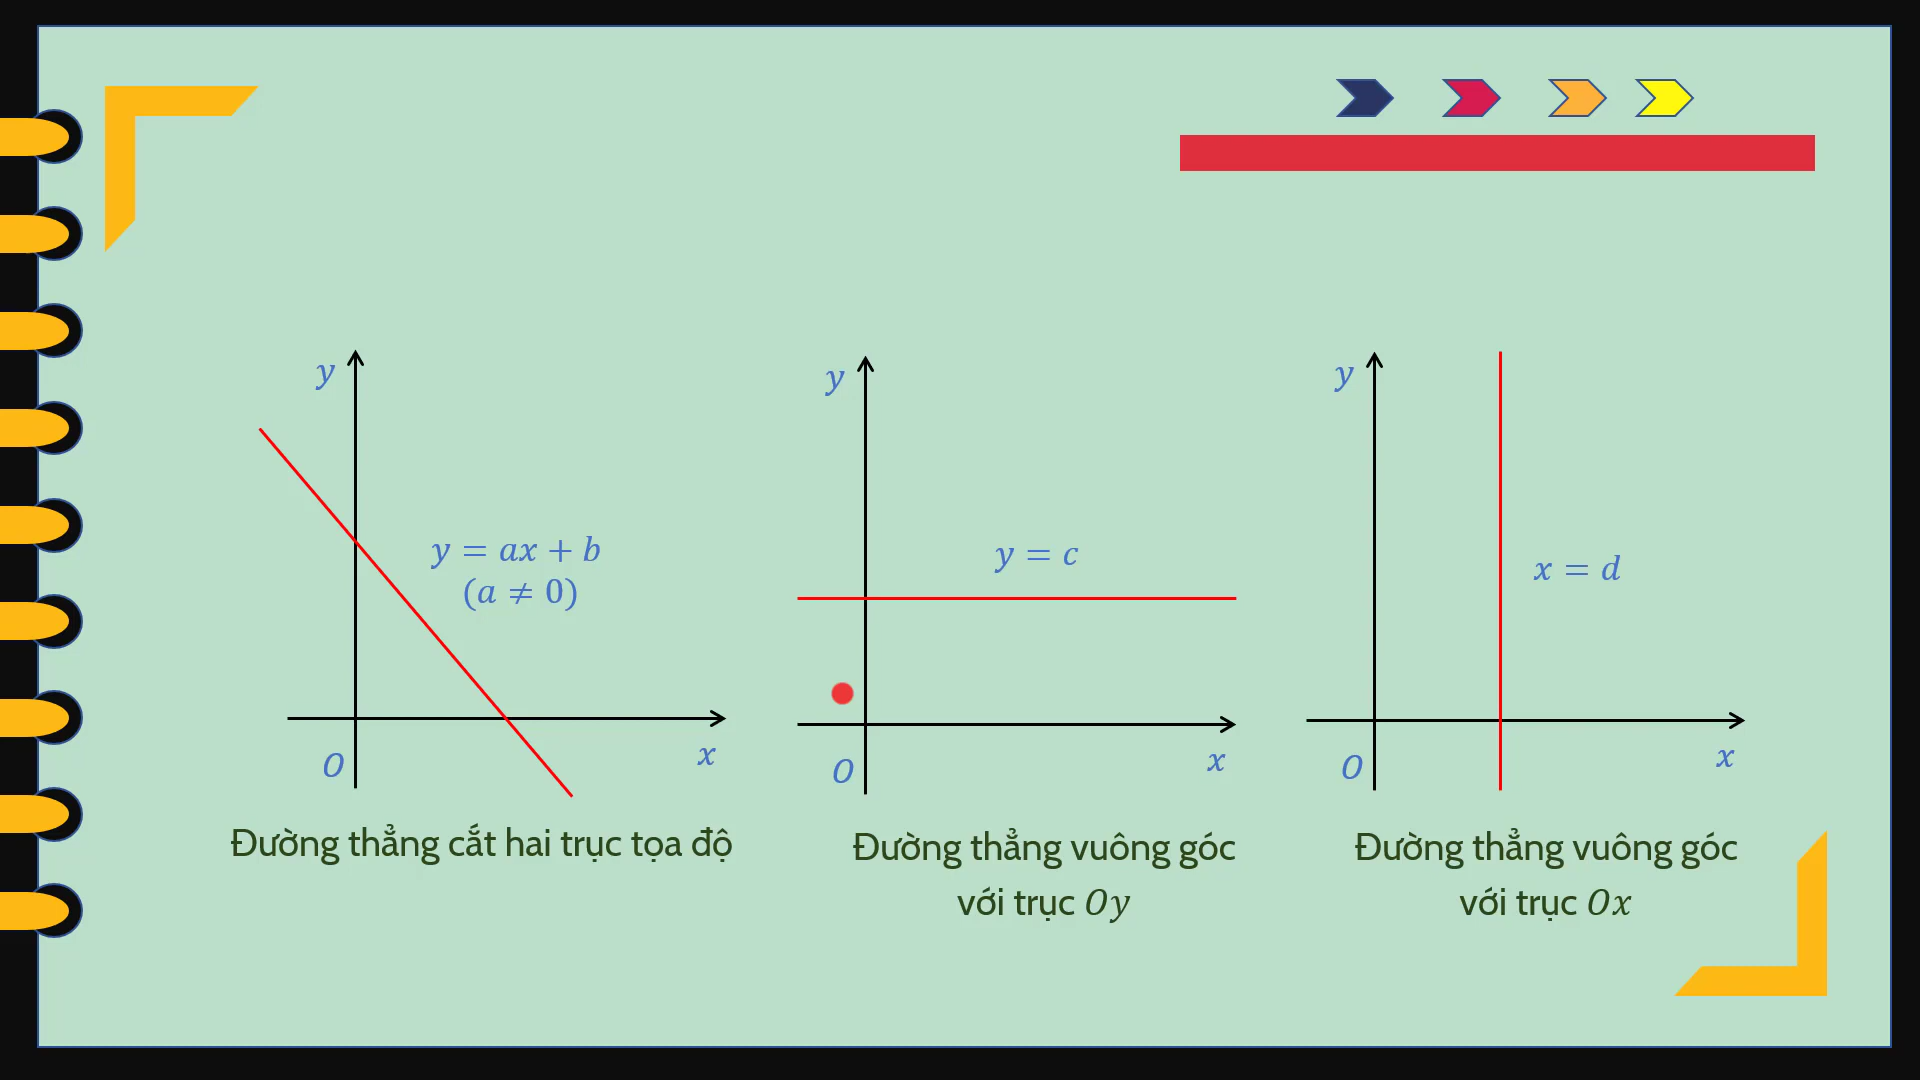 y
y = ax + b
(a ≠ 0)
O
x
Đường thẳng cắt hai trục tọa độ
y
y = c
O
x
Đường thẳng vuông góc
với trục Oy
y
x = d
O
x
Đường thẳng vuông góc
với trục Ox